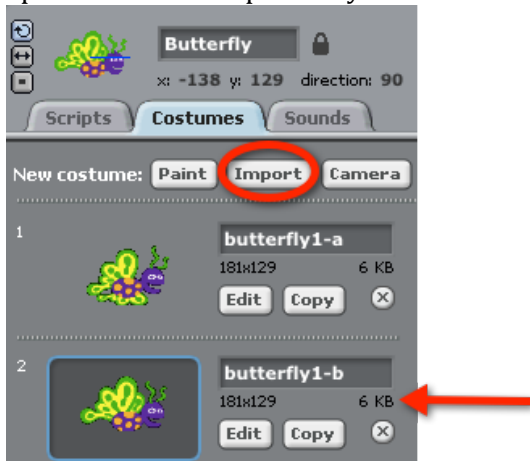 Butterfly
x: -138 y: 129 direction: 90
Scripts Costumes Sounds
New costume: Paint Import Camera
1
butterfly1-a
181x129 6 KB
Edit Copy
2
butterfly1-b
181x129 6 KB
Edit Copy